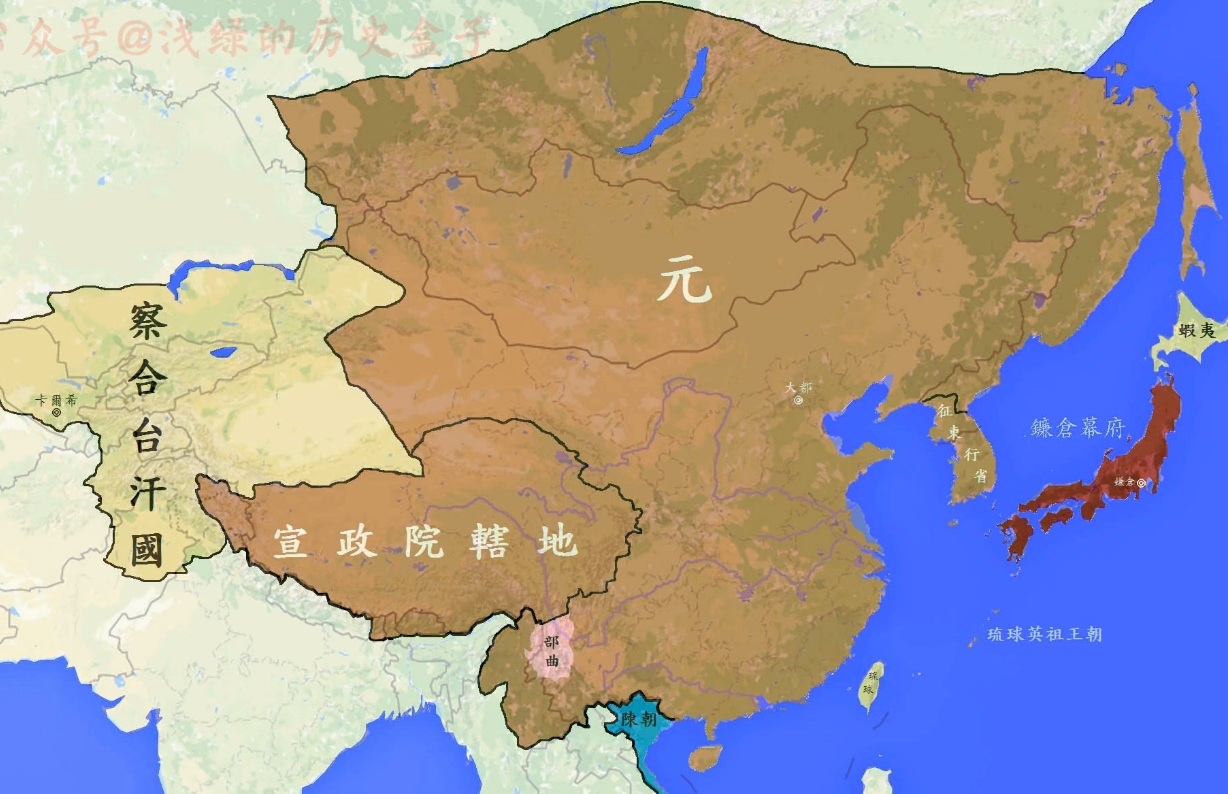 众号@浅绿的历史盒子
元
察合台汗國
卡爾希
大都
征東行省
蝦夷
鐮倉幕府
鎌倉
宣政院轄地
部曲
琉球英祖王朝
琉球
陳朝